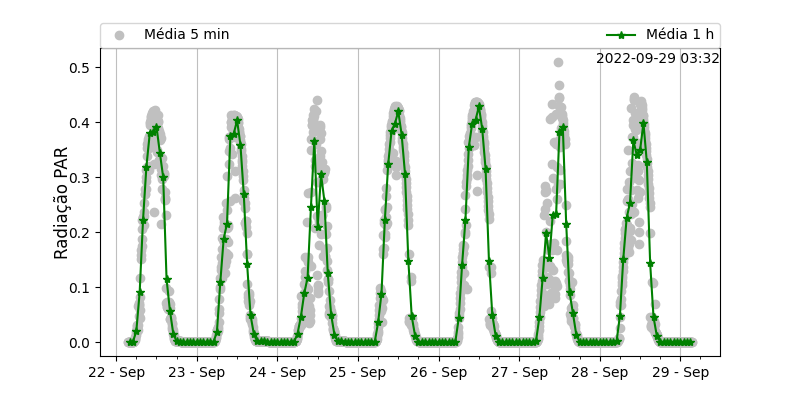 Média 5 min
Média 1 h
2022-09-29 03:32
Radiação PAR
0.5
0.4
0.3
0.2
0.1
0.0
22 - Sep
23 - Sep
24 - Sep
25 - Sep
26 - Sep
27 - Sep
28 - Sep
29 - Sep